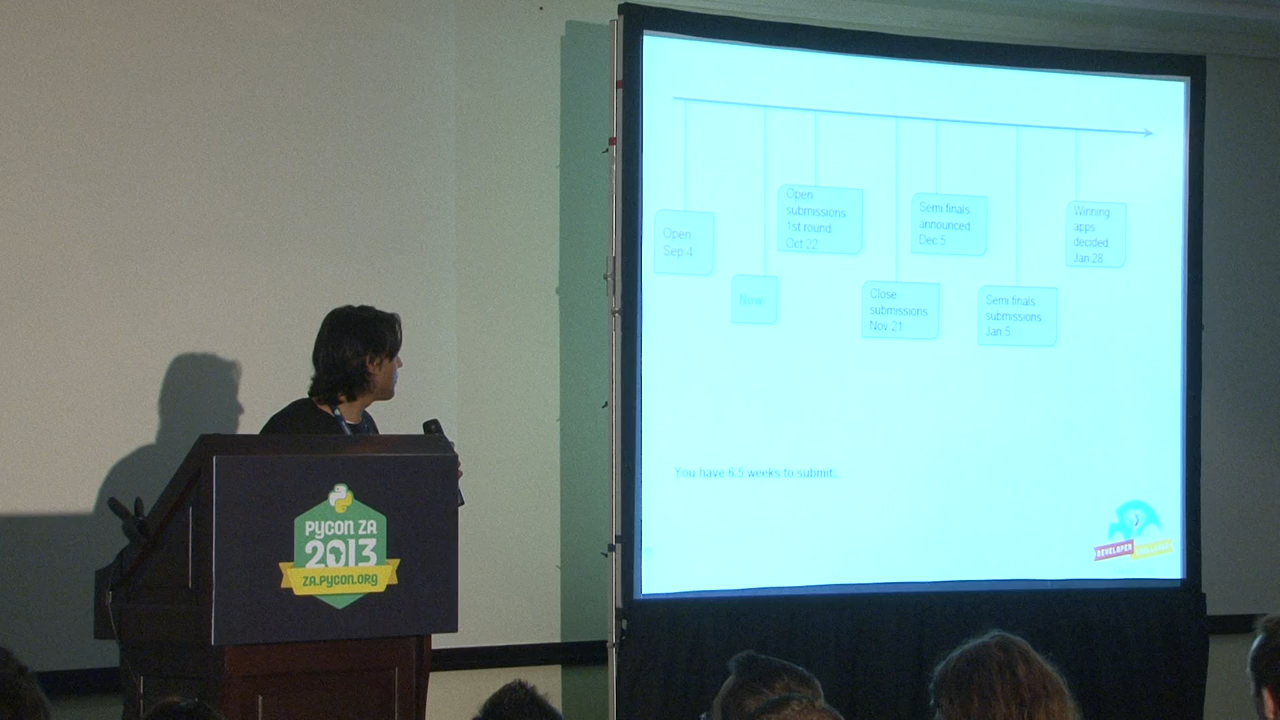 Open
Sep 4
Now
Open
submissions
1st round
Oct 22
Close
submissions
Nov 21
Semi finals
announced
Dec 5
Semi finals
submissions
Jan 5
Winning
apps
decided
Jan 28
You have 6.5 weeks to submit..
DEVELOPER CHALLENGE
PYCON ZA
2013
ZA.PYCON.ORG